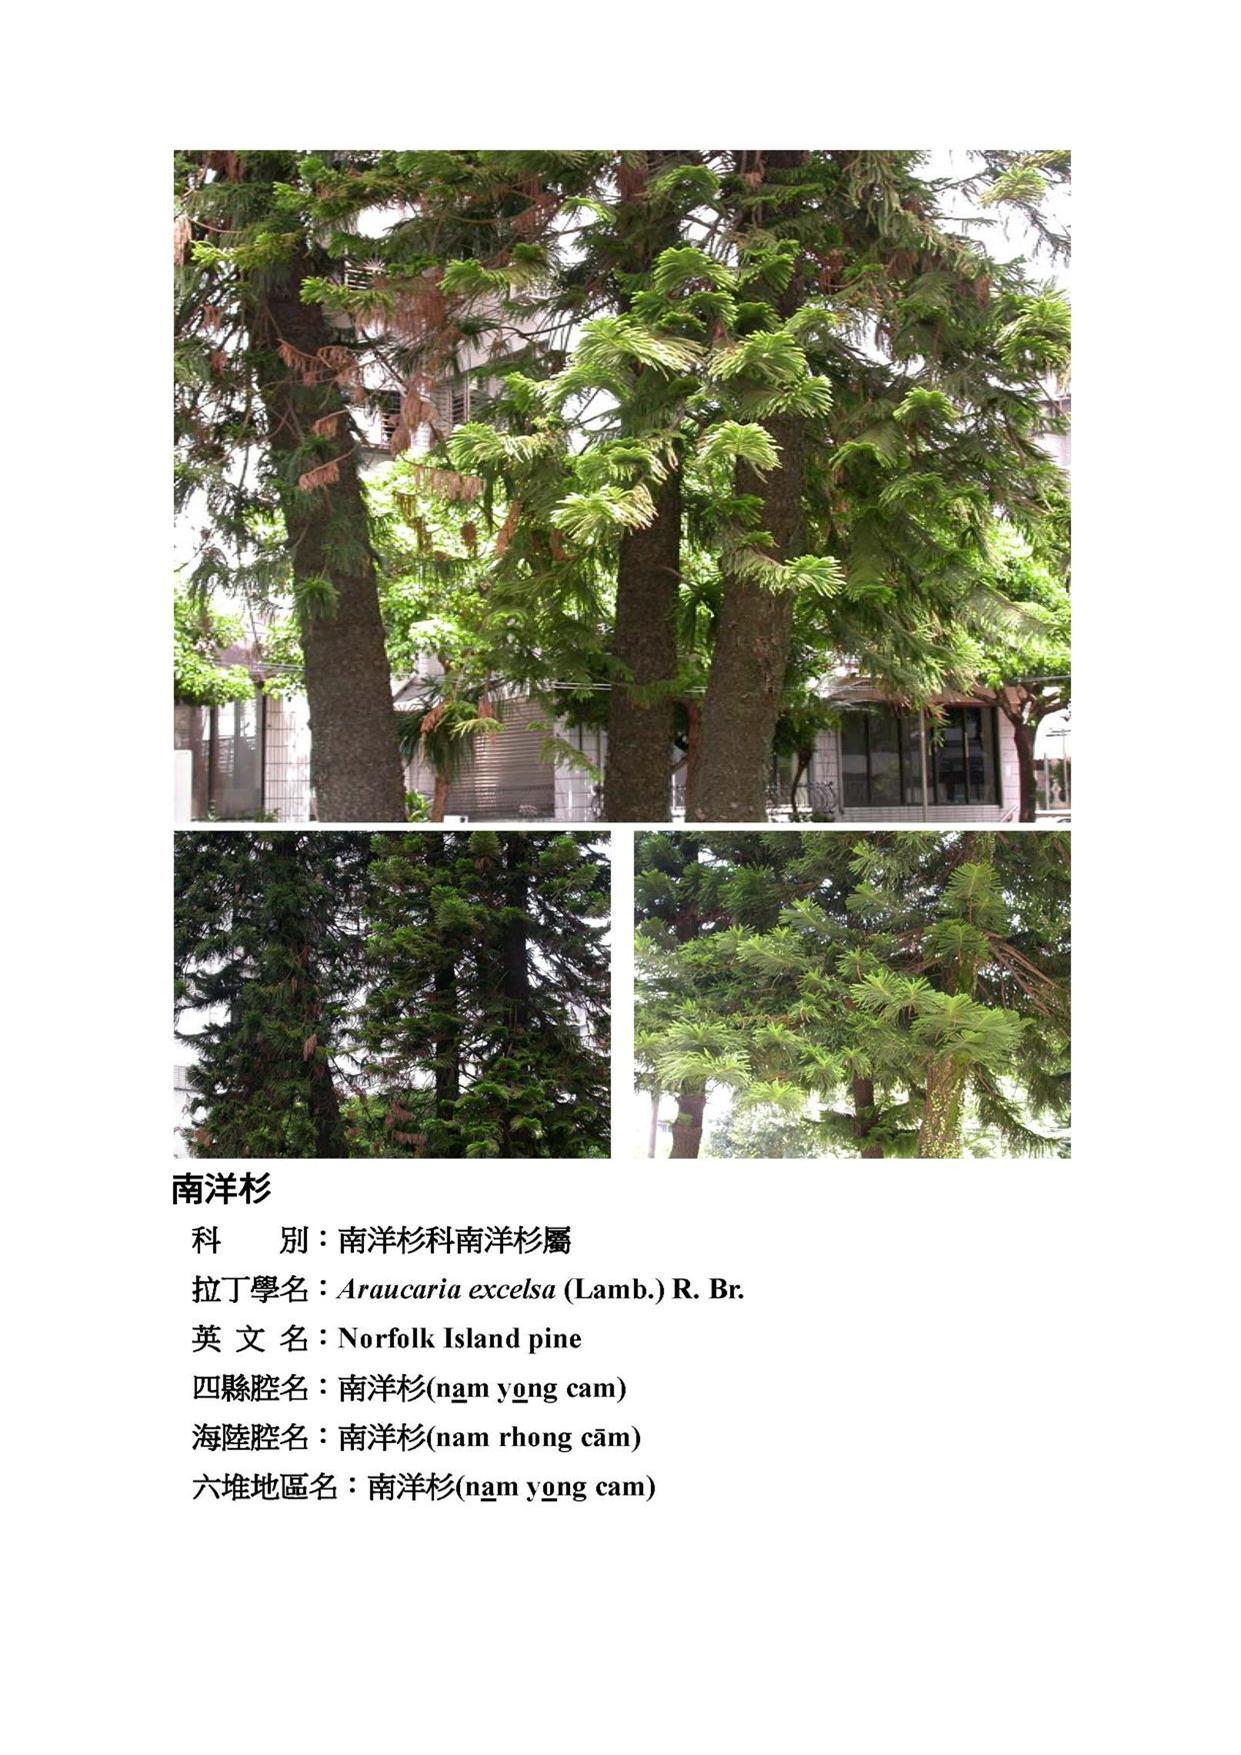 南洋杉
科　　別：南洋杉科南洋杉屬
拉丁學名：Araucaria excelsa (Lamb.) R. Br.
英 文 名：Norfolk Island pine
四縣腔名：南洋杉(na̲m yo̲ng cam)
海陸腔名：南洋杉(nam rhong cām)
六堆地區名：南洋杉(na̲m yo̲ng cam)